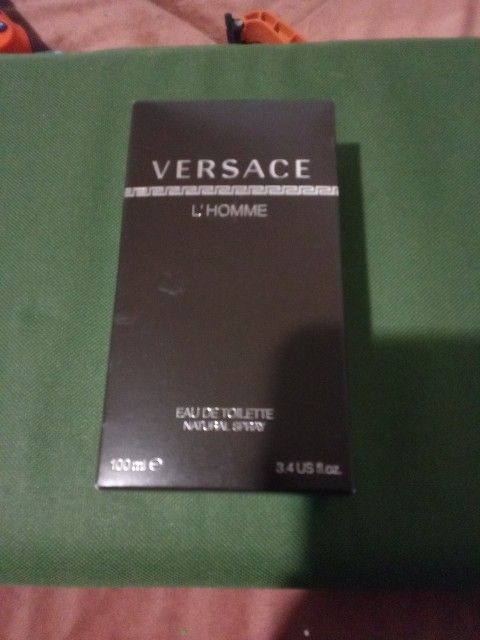 VERSACE
L'HOMME
EAU DE TOILETTE
NATURAL SPRAY
100 ml ℮ 3.4 US fl.oz.